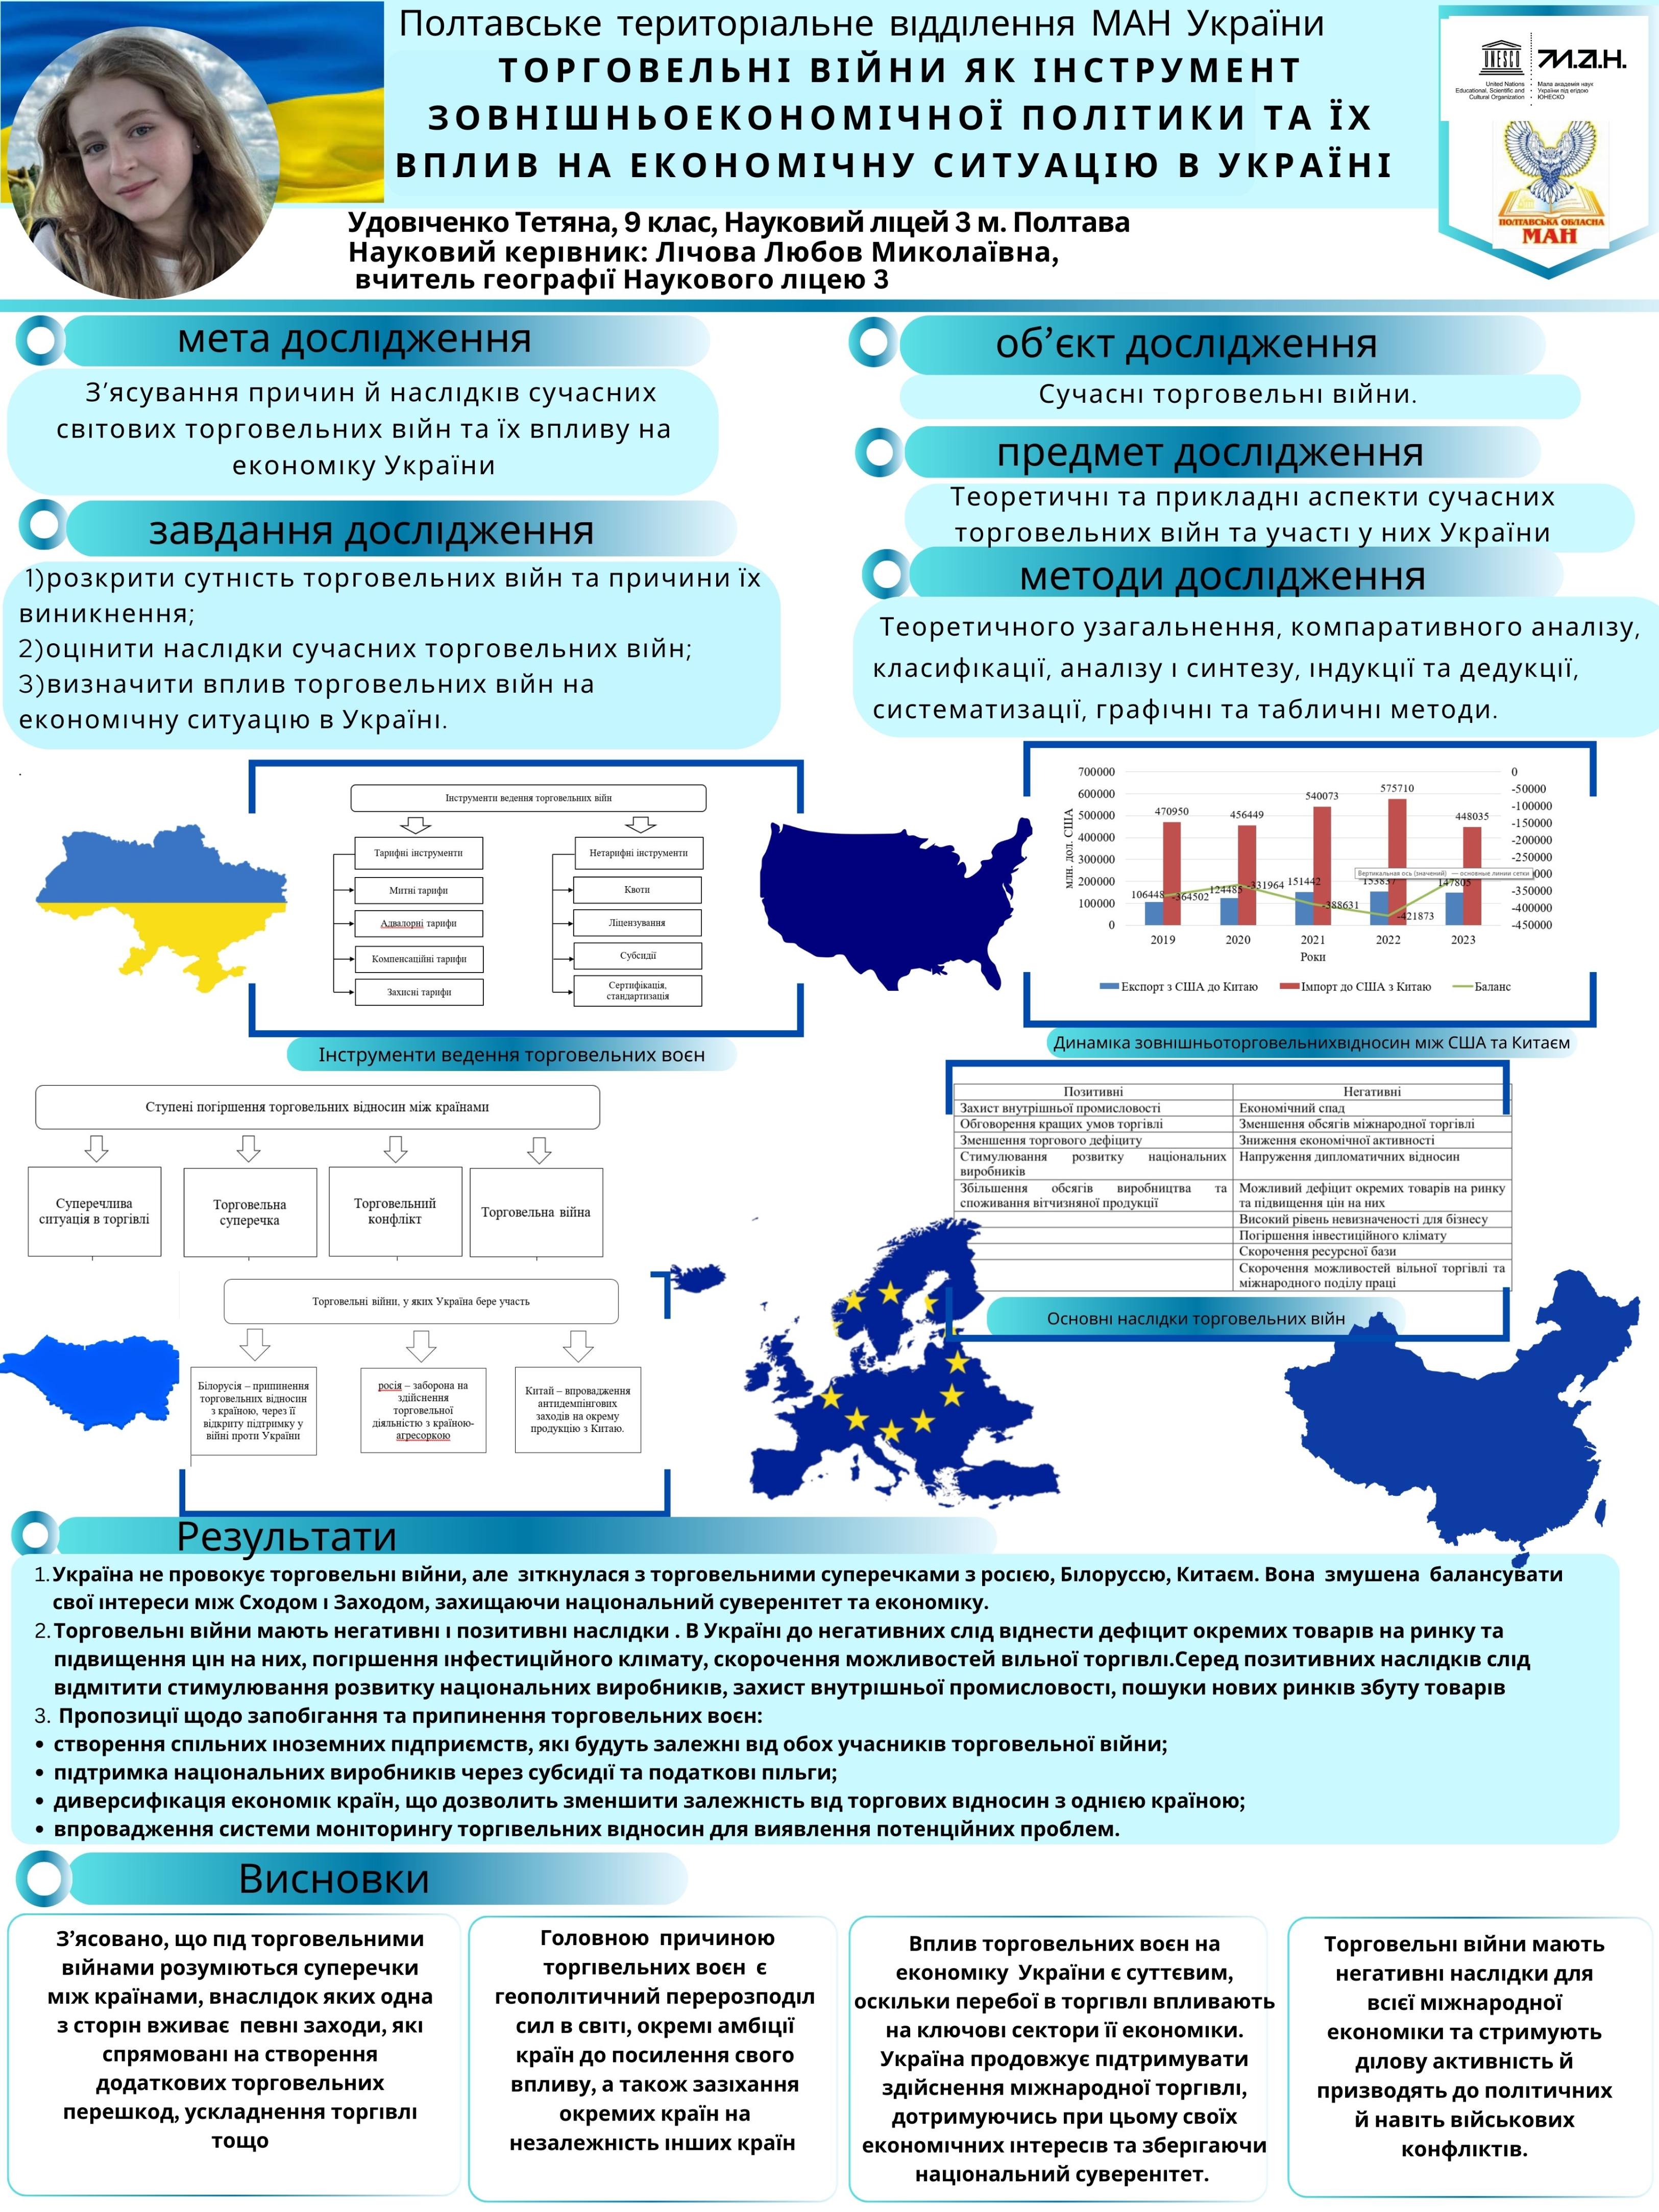 Полтавське територіальне відділення МАН України
ТОРГОВЕЛЬНІ ВІЙНИ ЯК ІНСТРУМЕНТ
ЗОВНІШНЬОЕКОНОМІЧНОЇ ПОЛІТИКИ ТА ЇХ
ВПЛИВ НА ЕКОНОМІЧНУ СИТУАЦІЮ В УКРАЇНІ
Удовіченко Тетяна, 9 клас, Науковий ліцей 3 м. Полтава
Науковий керівник: Лічова Любов Миколаївна,
вчитель географії Наукового ліцею 3
UNESCO
United Nations
Educational, Scientific and
Cultural Organization
М.А.Н.
Мала академія наук
України під егідою
ЮНЕСКО
ПОЛТАВСЬКА ОБЛАСНА
МАН
мета дослідження
З’ясування причин й наслідків сучасних
світових торговельних війн та їх впливу на
економіку України
завдання дослідження
1)розкрити сутність торговельних війн та причини їх
виникнення;
2)оцінити наслідки сучасних торговельних війн;
3)визначити вплив торговельних війн на
економічну ситуацію в Україні.
об’єкт дослідження
Сучасні торговельні війни.
предмет дослідження
Теоретичні та прикладні аспекти сучасних
торговельних війн та участі у них України
методи дослідження
Теоретичного узагальнення, компаративного аналізу,
класифікації, аналізу і синтезу, індукції та дедукції,
систематизації, графічні та табличні методи.
Інструменти ведення торговельних війн
Тарифні інструменти
Митні тарифи
Адвалорні тарифи
Компенсаційні тарифи
Захисні тарифи
Нетарифні інструменти
Квоти
Ліцензування
Субсидії
Сертифікація,
стандартизація
Інструменти ведення торговельних воєн
700000
600000
500000
400000
300000
200000
100000
0
млн. дол. США
470950
456449
540073
575710
448035
106448
124485
151442
153837
147805
-364502
-331964
-388631
-421873
Вертикальная ось (значений) — основные линии сетки
0
-50000
-100000
-150000
-200000
-250000
-350000
-400000
-450000
2019
2020
2021
2022
2023
Роки
Експорт з США до Китаю
Імпорт до США з Китаю
Баланс
Динаміка зовнішньоторговельнихвідносин між США та Китаєм
Ступені погіршення торговельних відносин між країнами
Суперечлива
ситуація в торгівлі
Торговельна
суперечка
Торговельний
конфлікт
Торговельна війна
Позитивні Негативні
Захист внутрішньої промисловості Економічний спад
Обговорення кращих умов торгівлі Зменшення обсягів міжнародної торгівлі
Зменшення торгового дефіциту Зниження економічної активності
Стимулювання розвитку національних Напруження дипломатичних відносин
виробників
Збільшення обсягів виробництва та Можливий дефіцит окремих товарів на ринку
споживання вітчизняної продукції та підвищення цін на них
Високий рівень невизначеності для бізнесу
Погіршення інвестиційного клімату
Скорочення ресурсної бази
Скорочення можливостей вільної торгівлі та
міжнародного поділу праці
Основні наслідки торговельних війн
Торговельні війни, у яких Україна бере участь
Білорусія – припинення
торговельних відносин
з країною, через її
відкриту підтримку у
війні проти України
росія – заборона на
здійснення
торговельної
діяльністю з країною-
агресоркою
Китай – впровадження
антидемпінгових
заходів на окрему
продукцію з Китаю.
Результати
1. Україна не провокує торговельні війни, але зіткнулася з торговельними суперечками з росією, Білоруссю, Китаєм. Вона змушена балансувати
свої інтереси між Сходом і Заходом, захищаючи національний суверенітет та економіку.
2. Торговельні війни мають негативні і позитивні наслідки . В Україні до негативних слід віднести дефіцит окремих товарів на ринку та
підвищення цін на них, погіршення інфестиційного клімату, скорочення можливостей вільної торгівлі.Серед позитивних наслідків слід
відмітити стимулювання розвитку національних виробників, захист внутрішньої промисловості, пошуки нових ринків збуту товарів
3. Пропозиції щодо запобігання та припинення торговельних воєн:
• створення спільних іноземних підприємств, які будуть залежні від обох учасників торговельної війни;
• підтримка національних виробників через субсидії та податкові пільги;
• диверсифікація економік країн, що дозволить зменшити залежність від торгових відносин з однією країною;
• впровадження системи моніторингу торгівельних відносин для виявлення потенційних проблем.
Висновки
З’ясовано, що під торговельними
війнами розуміються суперечки
між країнами, внаслідок яких одна
з сторін вживає певні заходи, які
спрямовані на створення
додаткових торговельних
перешкод, ускладнення торгівлі
тощо
Головною причиною
торгівельних воєн є
геополітичний перерозподіл
сил в світі, окремі амбіції
країн до посилення свого
впливу, а також зазіхання
окремих країн на
незалежність інших країн
Вплив торговельних воєн на
економіку України є суттєвим,
оскільки перебої в торгівлі впливають
на ключові сектори її економіки.
Україна продовжує підтримувати
здійснення міжнародної торгівлі,
дотримуючись при цьому своїх
економічних інтересів та зберігаючи
національний суверенітет.
Торговельні війни мають
негативні наслідки для
всієї міжнародної
економіки та стримують
ділову активність й
призводять до політичних
й навіть військових
конфліктів.